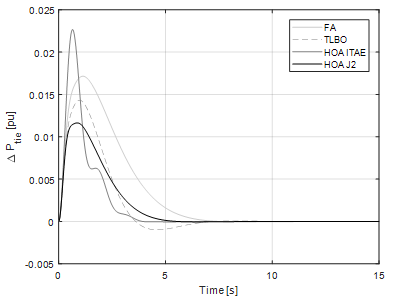 0.025
0.02
0.015
0.01
0.005
0
-0.005
Δ P tie [pu]
FA
TLBO
HOA ITAE
HOA J2
0 5 10 15
Time [s]